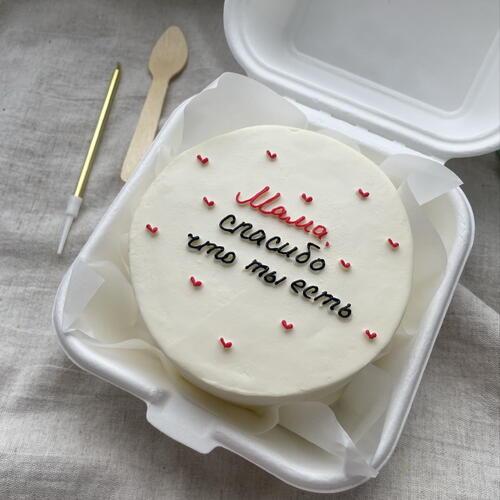 Мама,
спасибо
что ты есть